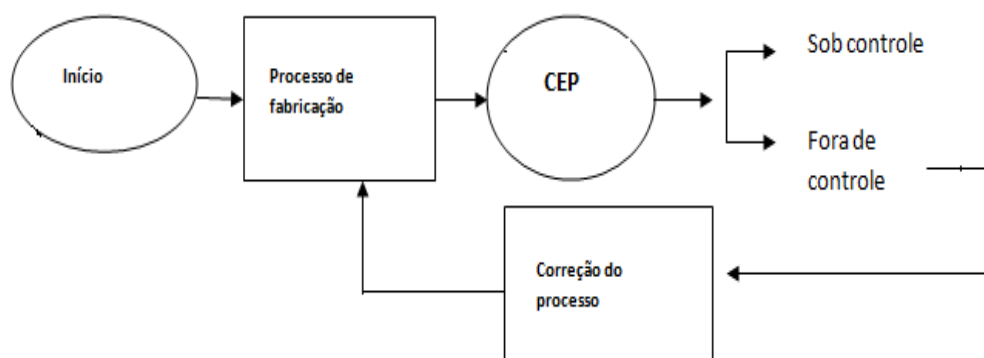 Início
Processo de
fabricação
CEP
Sob controle
Fora de
controle
Correção do
processo